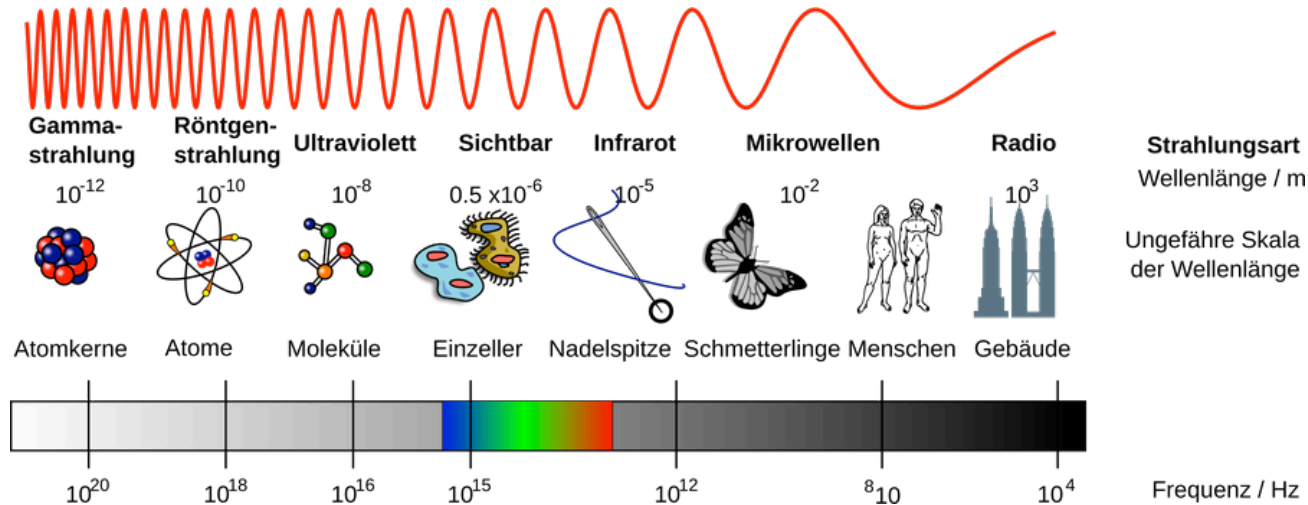 Gamma-
strahlung
Röntgen-
strahlung
Ultraviolett
Sichtbar
Infrarot
Mikrowellen
Radio
Strahlungsart
10⁻¹²
10⁻¹⁰
10⁻⁸
0.5 x10⁻⁶
10⁻⁵
10⁻²
10³
Wellenlänge / m
Ungefähre Skala
der Wellenlänge
Atomkerne
Atome
Moleküle
Einzeller
Nadelspitze
Schmetterlinge
Menschen
Gebäude
10²⁰
10¹⁸
10¹⁶
10¹⁵
10¹²
⁸10
10⁴
Frequenz / Hz